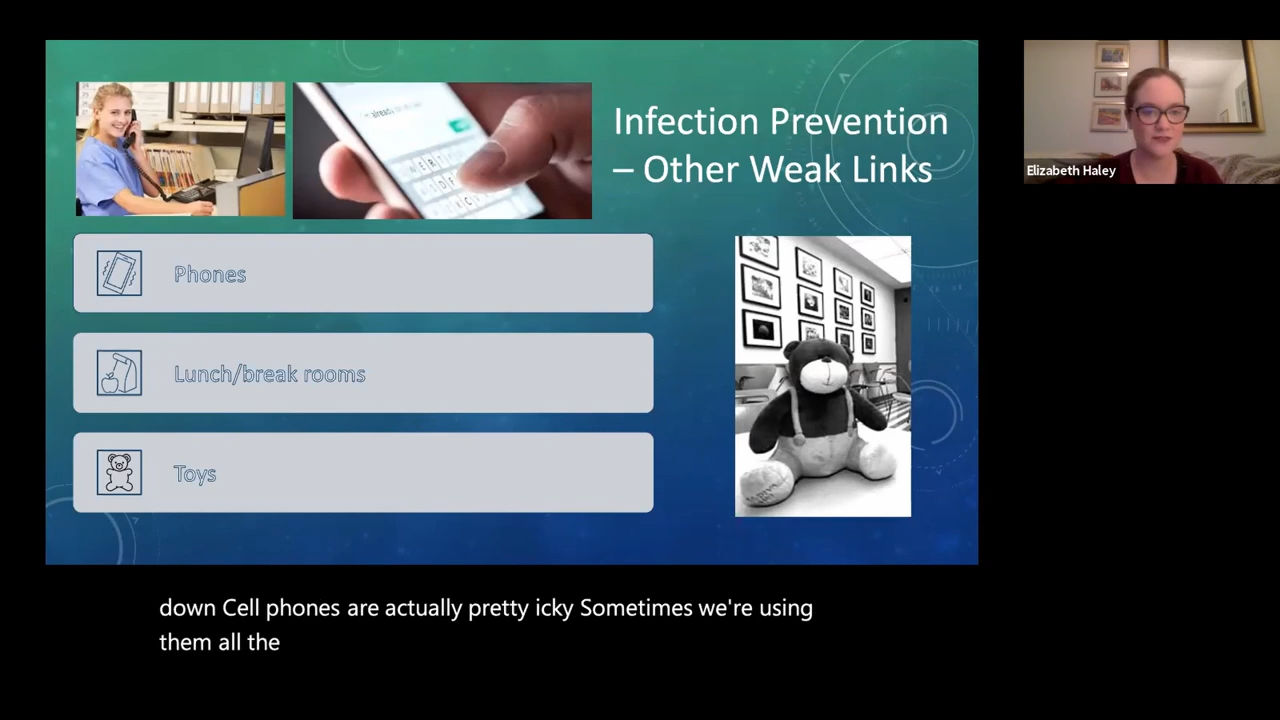 Infection Prevention
– Other Weak Links
Phones
Lunch/break rooms
Toys
Elizabeth Haley
down Cell phones are actually pretty icky Sometimes we're using
them all the